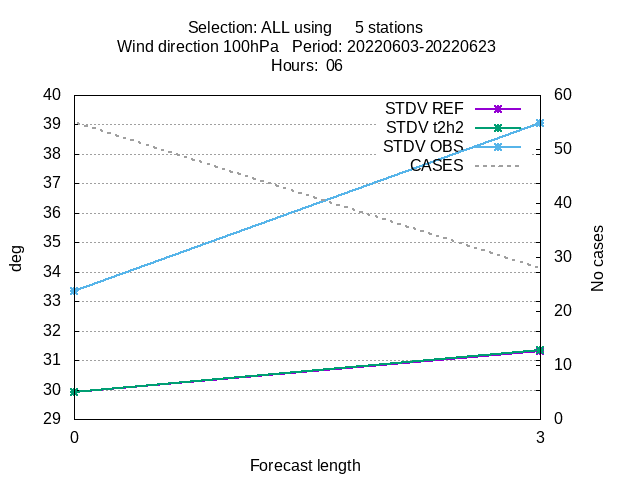 Selection: ALL using 5 stations
Wind direction 100hPa Period: 20220603-20220623
Hours: 06
STDV REF
STDV t2h2
STDV OBS
CASES
40
39
38
37
36
35
34
33
32
31
30
29
60
50
40
30
20
10
0
deg
No cases
0
3
Forecast length